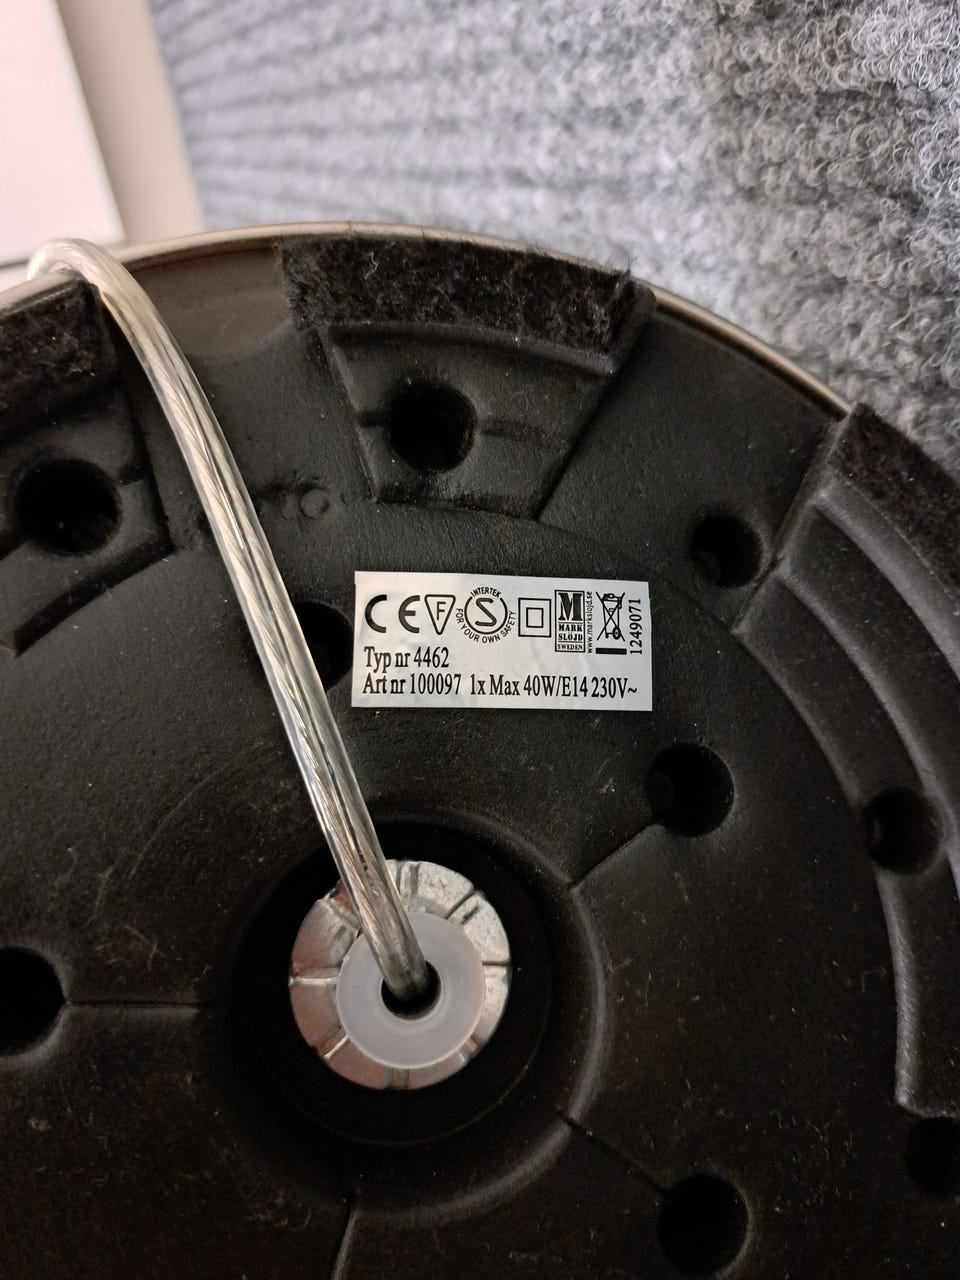 CE F INTERTEK S FOR YOUR OWN SAFETY
M
MARK
SLÖJD
SWEDEN
www.markslojd.se
1249071
Typ nr 4462
Art nr 100097 1x Max 40W/E14 230V~